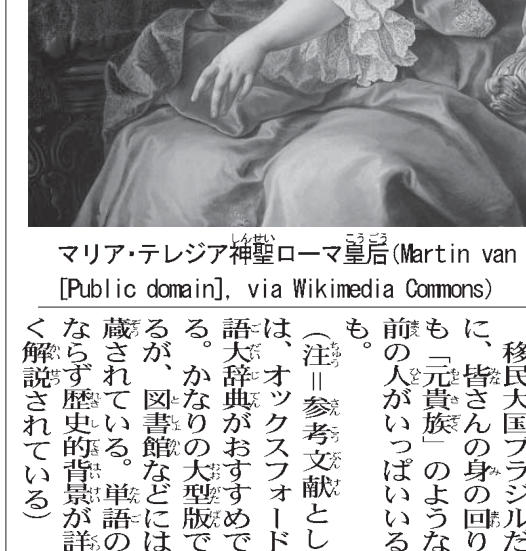 マリア・テレジア神聖ローマ皇后(Martin van
[Public domain], via Wikimedia Commons)
移民大国ブラジルだ
に、皆さんの身の回り
も「元貴族」のような
前の人がいっぱいいる
も。
(注＝参考文献とし
は、オックスフォード
語大辞典がおすすめで
る。かなりの大型版で
るが、図書館などには
蔵されている。単語の
ならず歴史的背景が詳
く解説されている)